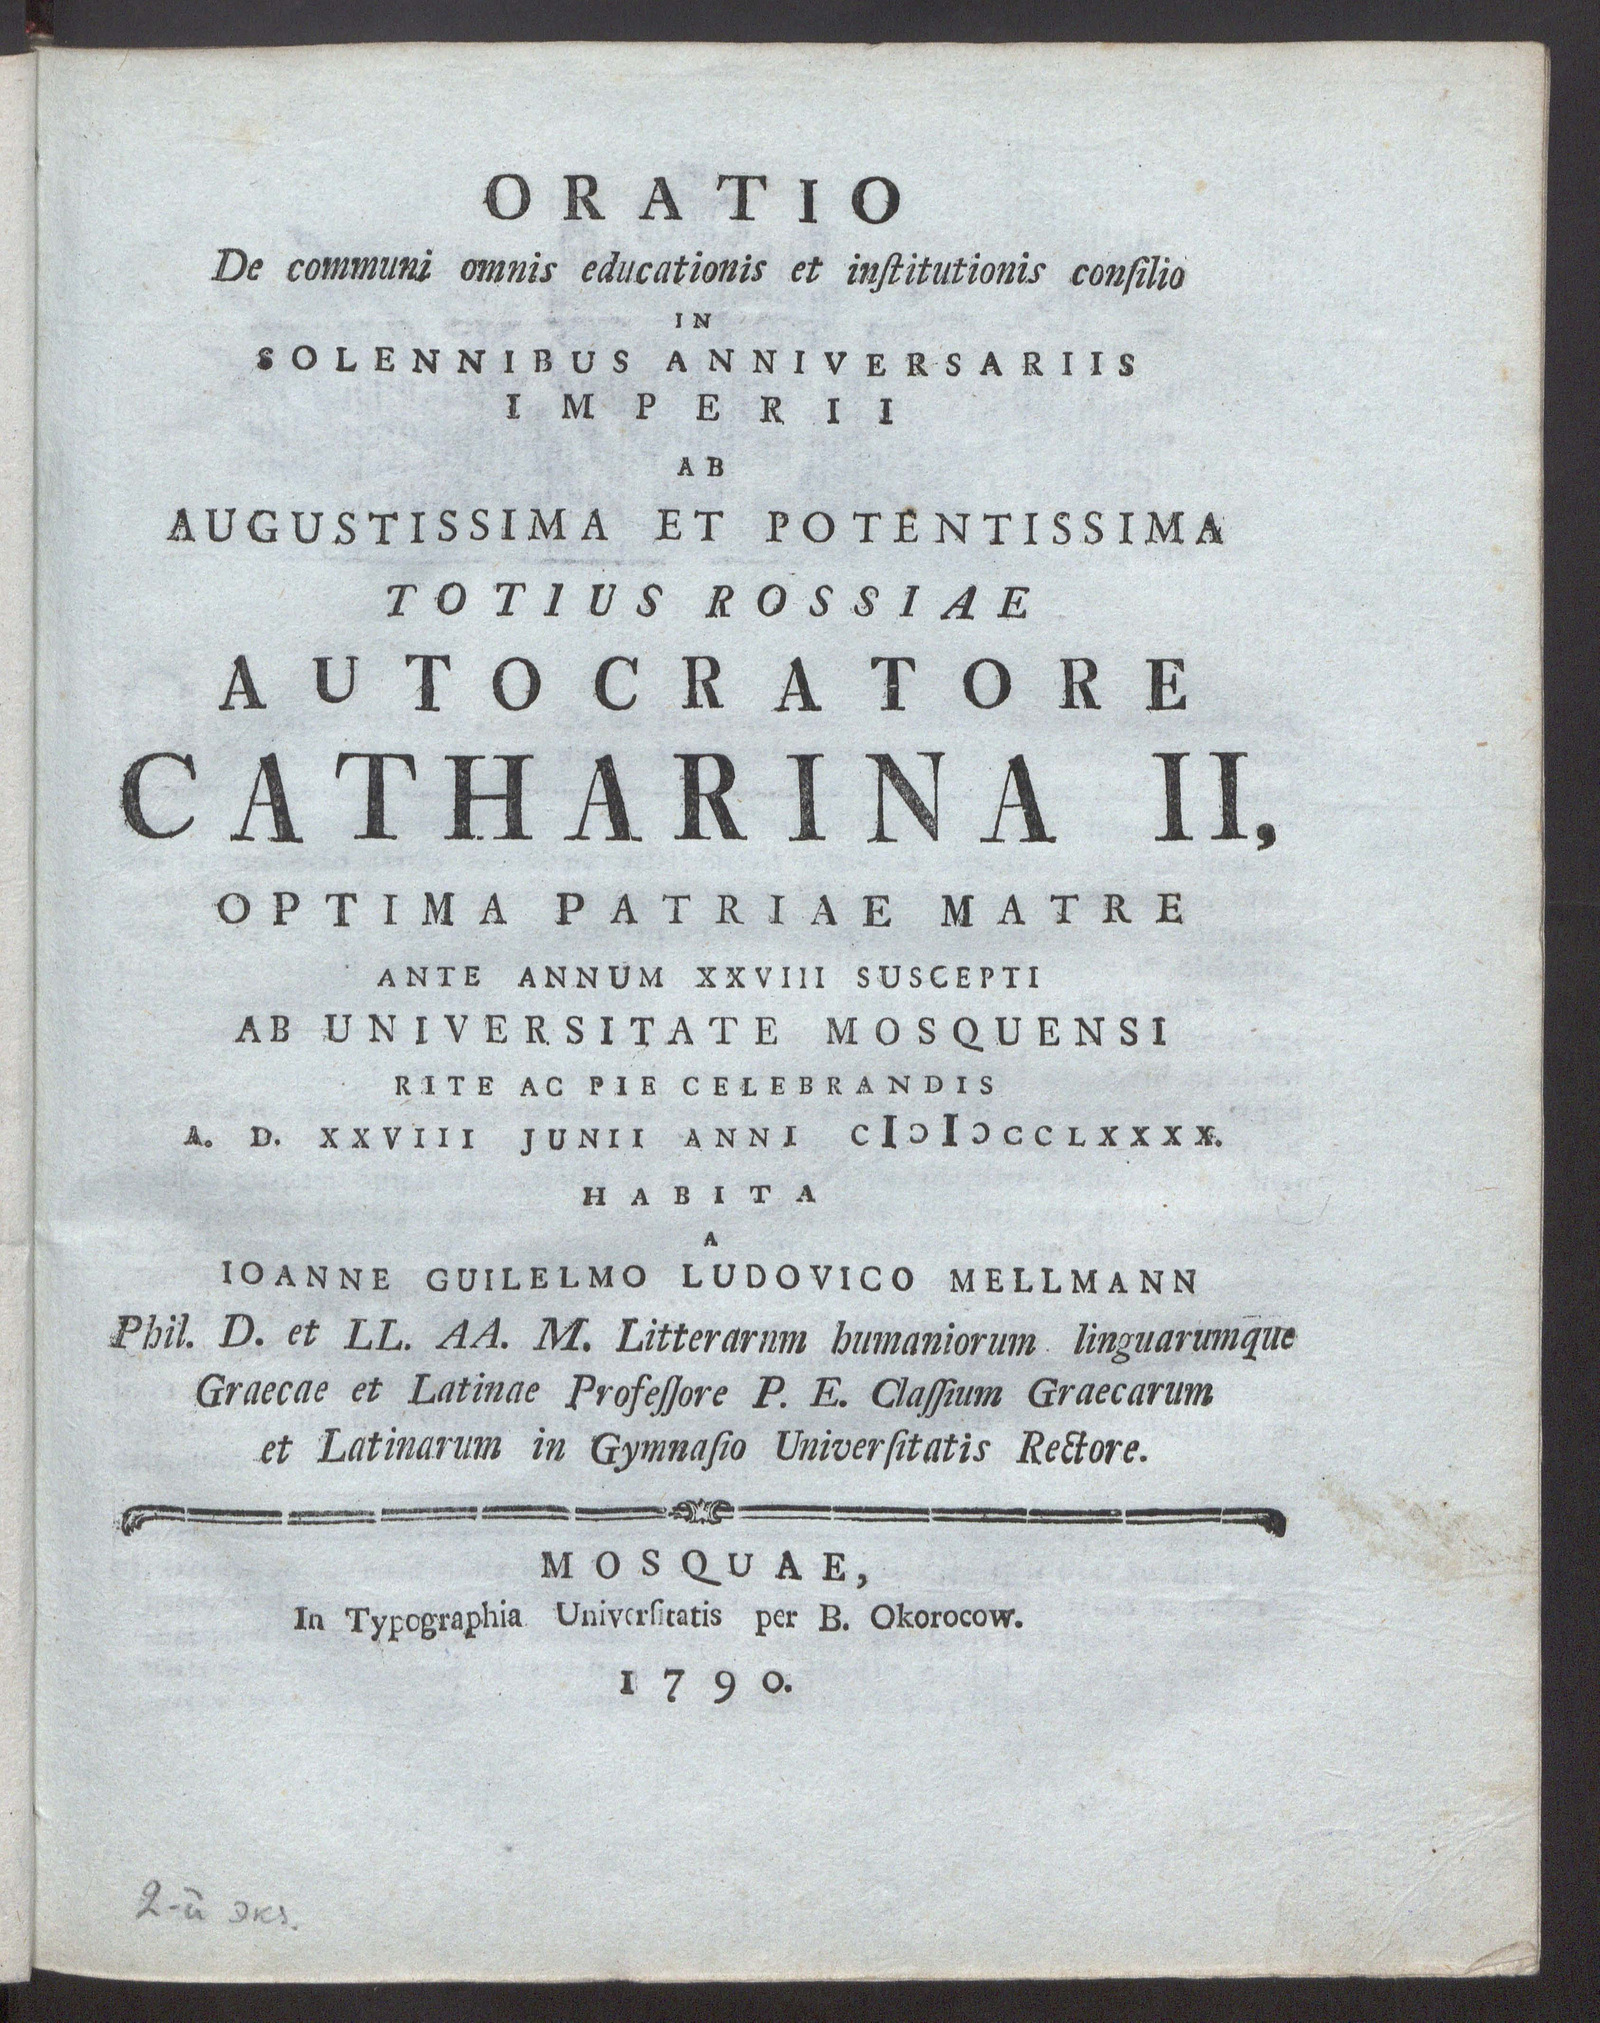 ORATIO
De communi omnis educationis et inſtitutionis conſilio
IN
SOLENNIBUS ANNIVERSARIIS
IMPERII
AB
AUGUSTISSIMA ET POTENTISSIMA
TOTIUS ROSSIAE
AUTOCRATORE
CATHARINA II,
OPTIMA PATRIAE MATRE
ANTE ANNUM XXVIII SUSCEPTI
AB UNIVERSITATE MOSQUENSI
RITE AC PIE CELEBRANDIS
A. D. XXVIII JUNII ANNI CIↃIↃCCLXXXX.
HABITA
A
IOANNE GUILELMO LUDOVICO MELLMANN
Phil. D. et LL. AA. M. Litterarnm humaniorum linguarumque
Graecae et Latinae Profeſſore P. E. Claſſium Graecarum
et Latinarum in Gymnaſio Univerſitatis Rectore.
MOSQUAE,
In Typographia Univerſitatis per B. Okorocow.
1790.
2-й экз.